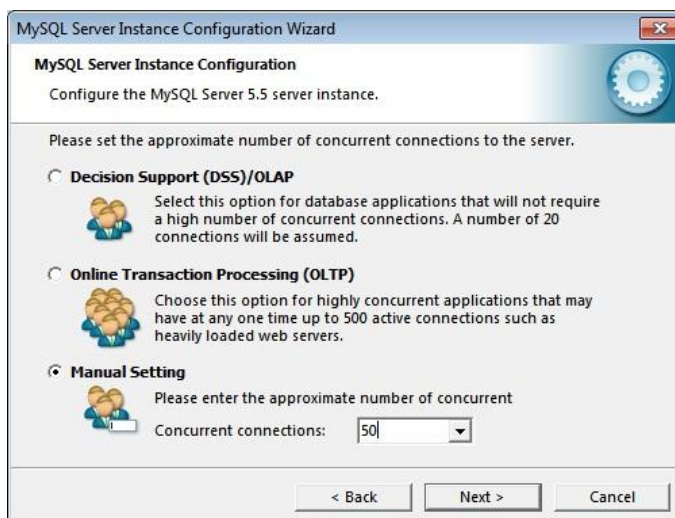 MySQL Server Instance Configuration Wizard
MySQL Server Instance Configuration
Configure the MySQL Server 5.5 server instance.
Please set the approximate number of concurrent connections to the server.
Decision Support (DSS)/OLAP
Select this option for database applications that will not require
a high number of concurrent connections. A number of 20
connections will be assumed.
Online Transaction Processing (OLTP)
Choose this option for highly concurrent applications that may
have at any one time up to 500 active connections such as
heavily loaded web servers.
Manual Setting
Please enter the approximate number of concurrent
Concurrent connections: 50
< Back Next > Cancel